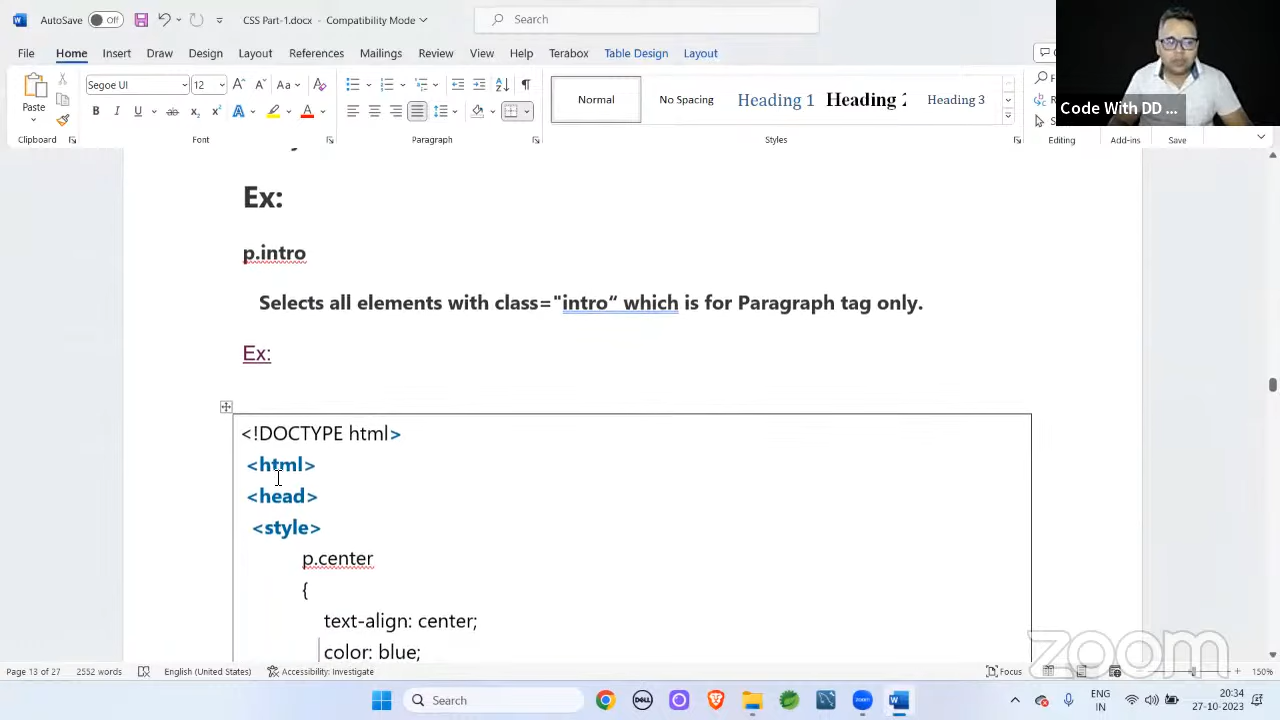 AutoSave Off CSS Part-1.docx - Compatibility Mode Search
File Home Insert Draw Design Layout References Mailings Review View Help Terabox Table Design Layout
Paste Segoe UI 12 Aa Normal No Spacing Heading 1 Heading 2 Heading 3
Code With DD ...
Clipboard Font Paragraph Styles Editing Add-ins Save
Ex:
p.intro
Selects all elements with class="intro“ which is for Paragraph tag only.
Ex:
<!DOCTYPE html>
<html>
<head>
<style>
p.center
{
text-align: center;
color: blue;
zoom
Page 13 of 27 2552 words English (United States) Accessibility: Investigate Focus 150%
Search ENG IN 20:34 27-10-2023